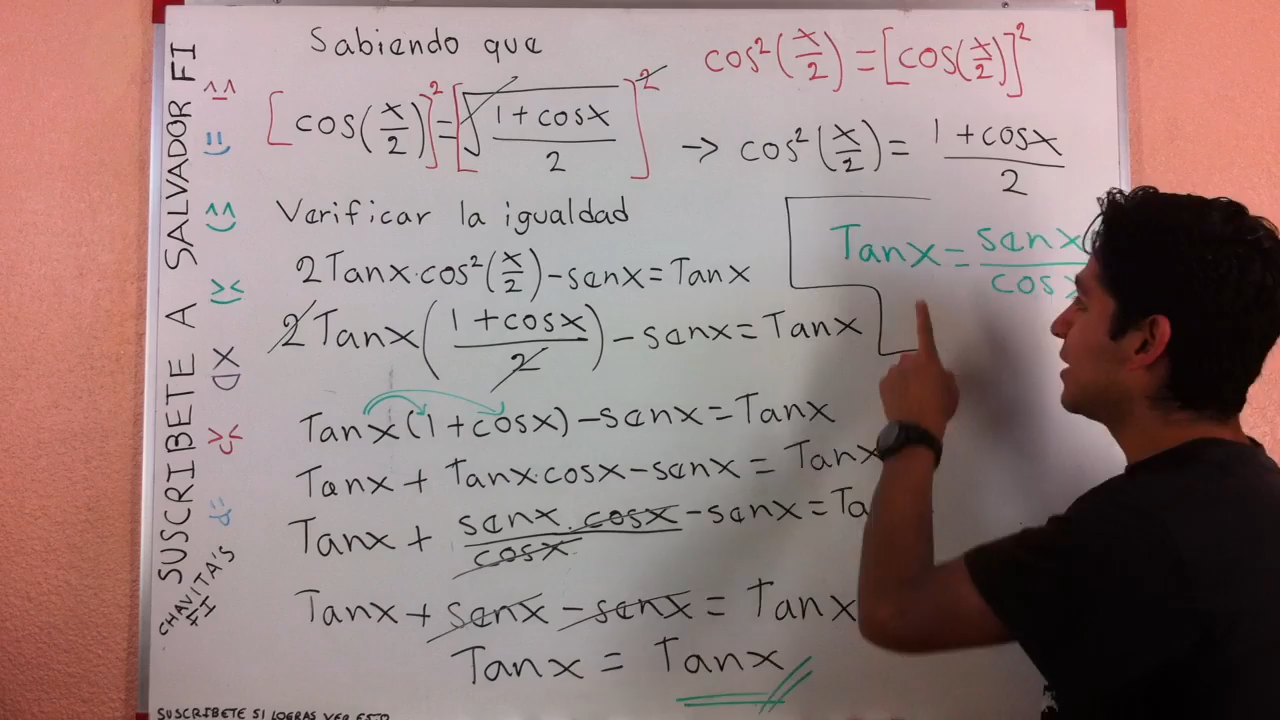 SUSCRIBETE A SALVADOR FI
^^ =) ^^ >< XD >< =P
CHAVITA'S FI
Sabiendo que
cos²(x/2) = [cos(x/2)]²
[cos(x/2)]² = [√(1+cosx)/2]²
→ cos²(x/2) = (1+cosx)/2
Verificar la igualdad
Tanx = senx/cosx
2Tanx·cos²(x/2) - senx = Tanx
2Tanx((1+cosx)/2) - senx = Tanx
Tanx(1+cosx) - senx = Tanx
Tanx + Tanx·cosx - senx = Tanx
Tanx + senx/cosx · cosx - senx = Ta
Tanx + senx - senx = Tanx
Tanx = Tanx
SUSCRIBETE SI LOGRAS VER ESTO